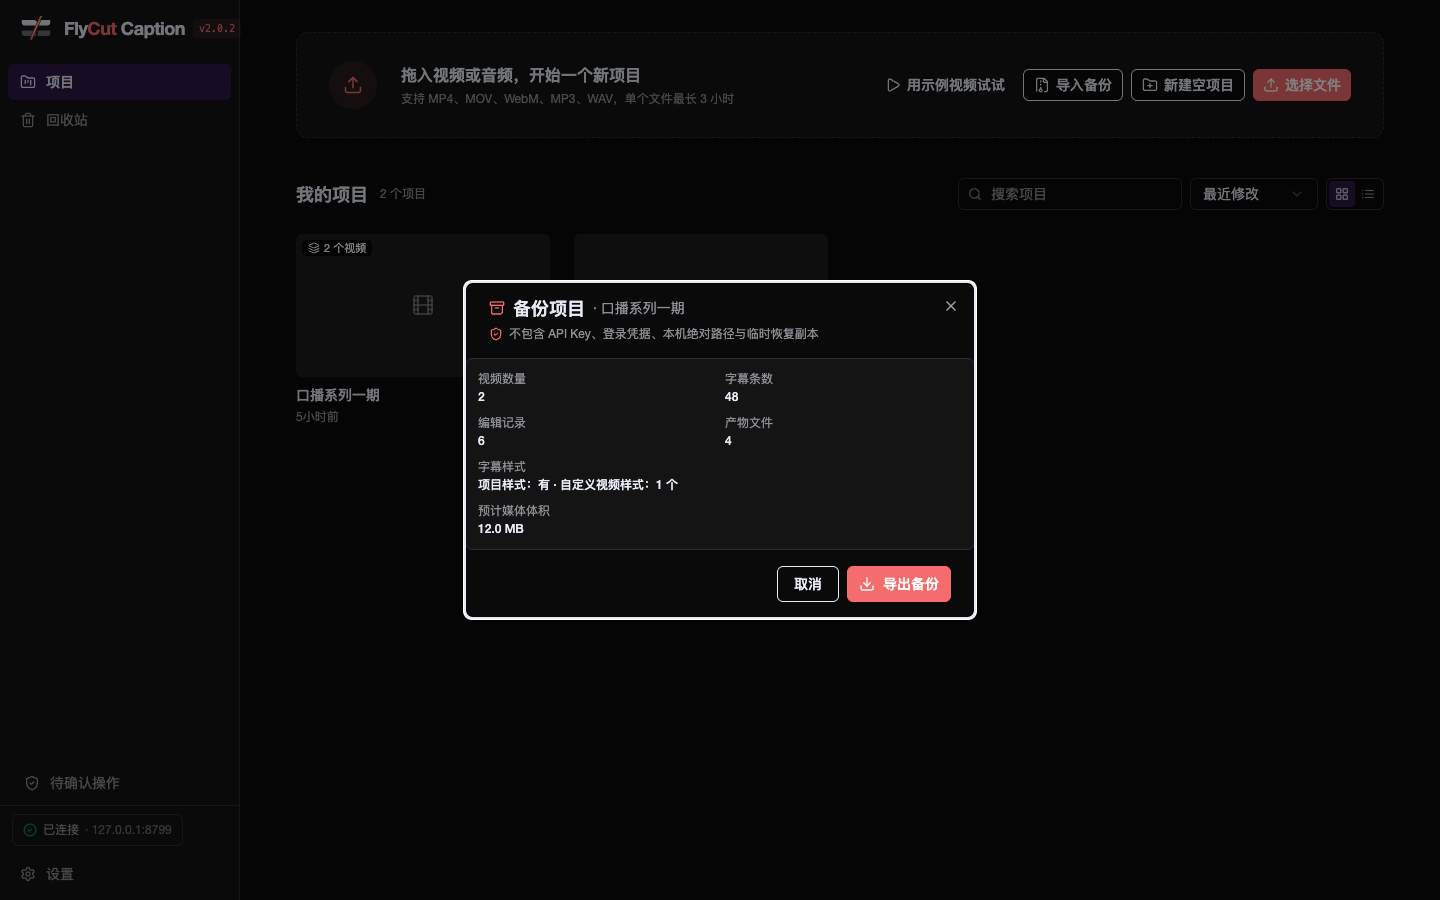 FlyCut Caption v2.0.2
项目
回收站
拖入视频或音频，开始一个新项目
支持 MP4、MOV、WebM、MP3、WAV，单个文件最长 3 小时
用示例视频试试
导入备份
新建空项目
选择文件
我的项目 2 个项目
搜索项目
最近修改
2 个视频
口播系列一期
5小时前
备份项目 · 口播系列一期
不包含 API Key、登录凭据、本机绝对路径与临时恢复副本
视频数量
2
字幕条数
48
编辑记录
6
产物文件
4
字幕样式
项目样式：有 · 自定义视频样式：1 个
预计媒体体积
12.0 MB
取消
导出备份
待确认操作
已连接 · 127.0.0.1:8799
设置